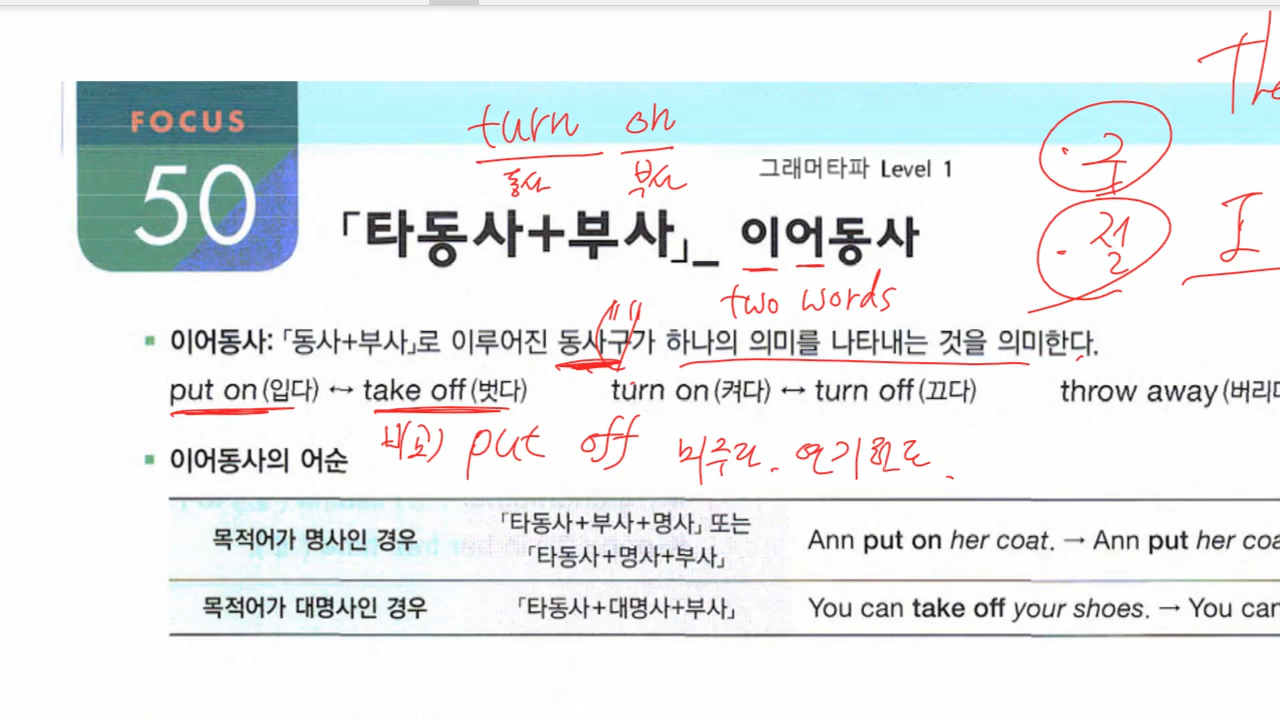 The
FOCUS
50
turn on
동사 부사
그래머타파 Level 1
주
절
I
「타동사+부사」_ 이어동사
two words
이어동사: 「동사+부사」로 이루어진 동사구가 하나의 의미를 나타내는 것을 의미한다.
put on(입다) ↔ take off(벗다) turn on(켜다) ↔ turn off(끄다) throw away(버리다
비교) put off 미루다. 연기한다.
이어동사의 어순
목적어가 명사인 경우 「타동사+부사+명사」 또는 「타동사+명사+부사」 Ann put on her coat. → Ann put her coa
목적어가 대명사인 경우 「타동사+대명사+부사」 You can take off your shoes. → You can